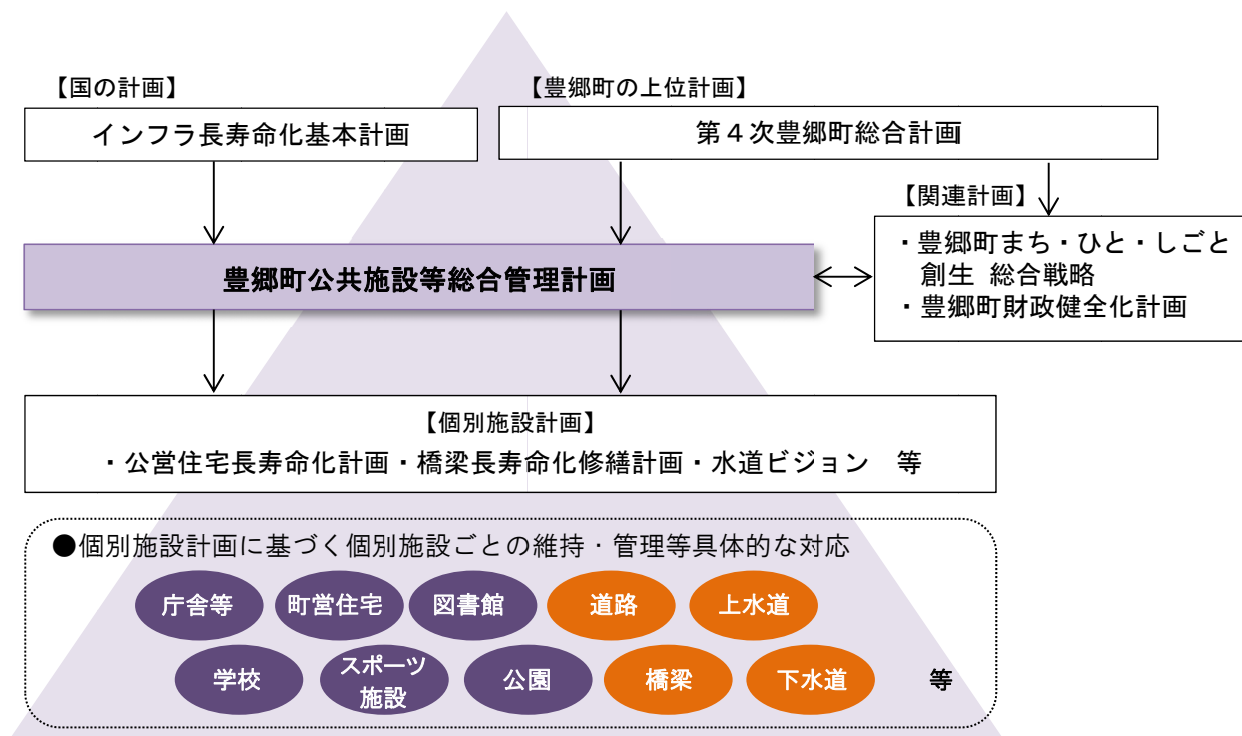 【国の計画】
インフラ長寿命化基本計画
【豊郷町の上位計画】
第４次豊郷町総合計画
【関連計画】
・豊郷町まち・ひと・しごと
創生 総合戦略
・豊郷町財政健全化計画
豊郷町公共施設等総合管理計画
【個別施設計画】
・公営住宅長寿命化計画・橋梁長寿命化修繕計画・水道ビジョン　等
●個別施設計画に基づく個別施設ごとの維持・管理等具体的な対応
庁舎等
町営住宅
図書館
道路
上水道
学校
スポーツ
施設
公園
橋梁
下水道
等